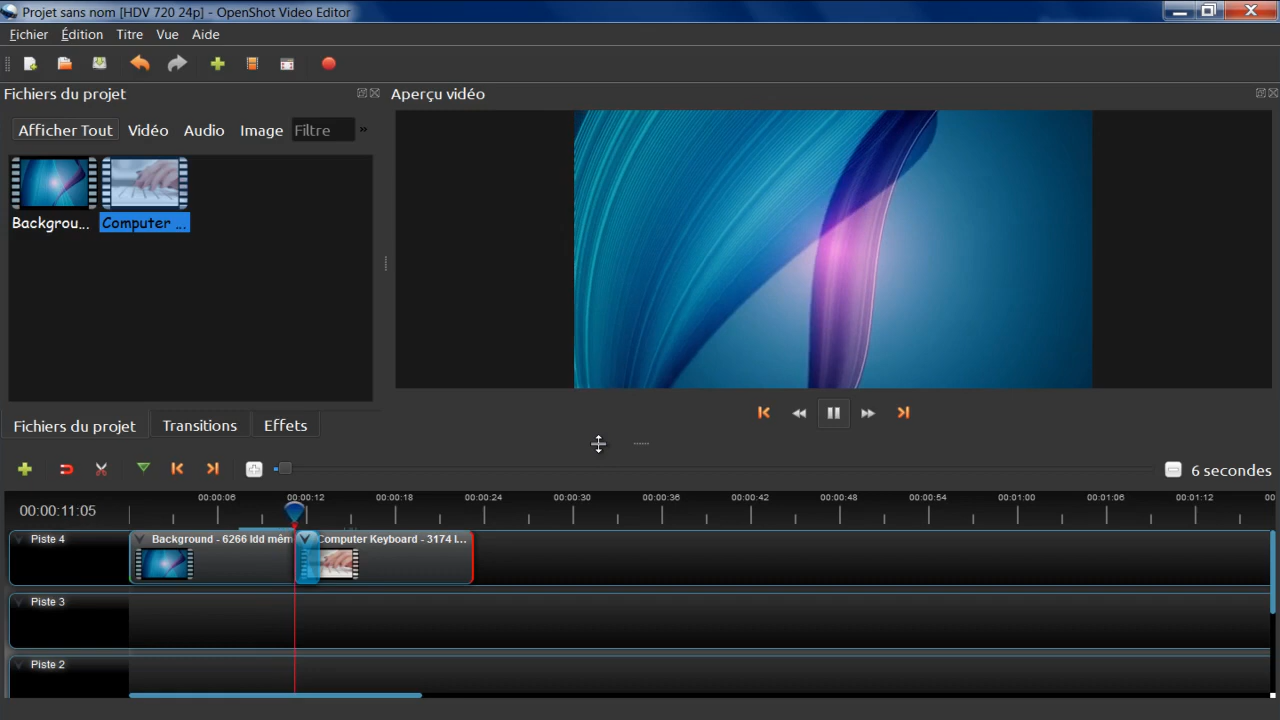 Projet sans nom [HDV 720 24p] - OpenShot Video Editor
Fichier Édition Titre Vue Aide
Fichiers du projet
Aperçu vidéo
Afficher Tout Vidéo Audio Image Filtre »
Backgrou... Computer ...
Fichiers du projet Transitions Effets
6 secondes
00:00:11:05
00:00:06 00:00:12 00:00:18 00:00:24 00:00:30 00:00:36 00:00:42 00:00:48 00:00:54 00:01:00 00:01:06 00:01:12 00
Piste 4
Background - 6266 ldd mêm
Computer Keyboard - 3174 l...
Piste 3
Piste 2